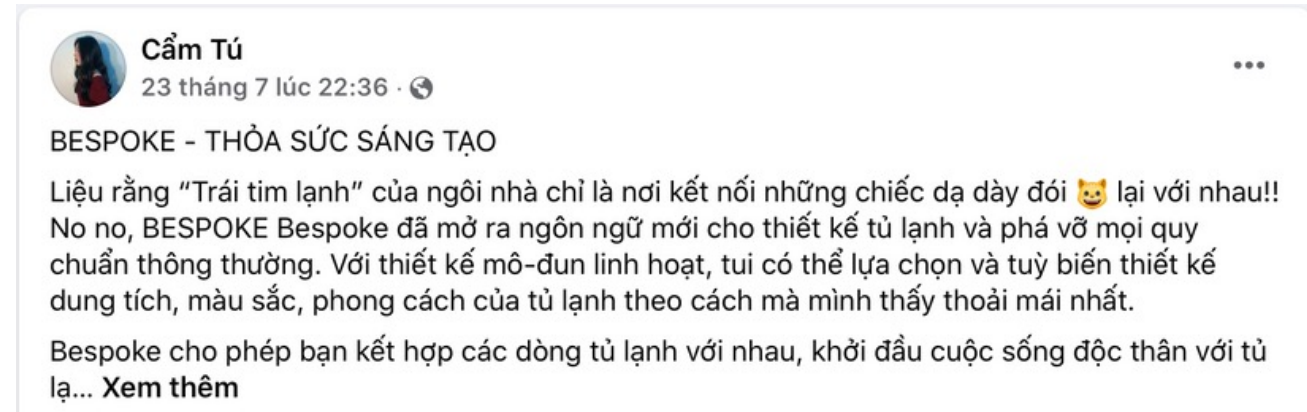 Cẩm Tú
23 tháng 7 lúc 22:36 ·
BESPOKE - THỎA SỨC SÁNG TẠO
Liệu rằng “Trái tim lạnh” của ngôi nhà chỉ là nơi kết nối những chiếc dạ dày đói 😺 lại với nhau!!
No no, BESPOKE Bespoke đã mở ra ngôn ngữ mới cho thiết kế tủ lạnh và phá vỡ mọi quy
chuẩn thông thường. Với thiết kế mô-đun linh hoạt, tui có thể lựa chọn và tuỳ biến thiết kế
dung tích, màu sắc, phong cách của tủ lạnh theo cách mà mình thấy thoải mái nhất.
Bespoke cho phép bạn kết hợp các dòng tủ lạnh với nhau, khởi đầu cuộc sống độc thân với tủ
lạ... Xem thêm